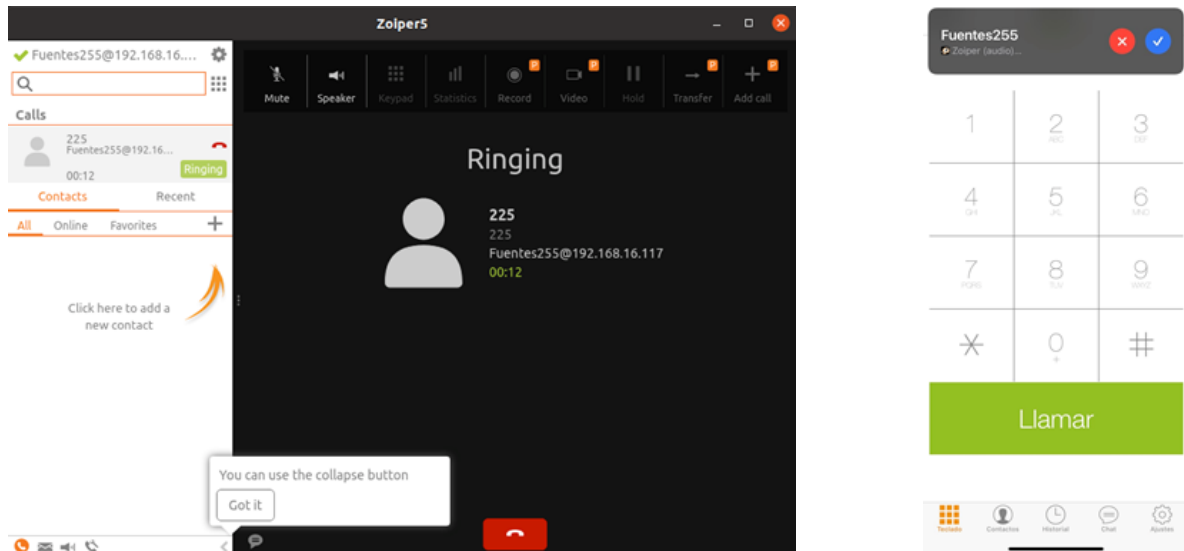 Zoiper5
Fuentes255@192.168.16....
Calls
225
Fuentes255@192.16...
00:12
Ringing
Contacts
Recent
All
Online
Favorites
Click here to add a
new contact
You can use the collapse button
Got it
Mute
Speaker
Keypad
Statistics
Record
Video
Hold
Transfer
Add call
P
P
P
P
Ringing
225
225
Fuentes255@192.168.16.117
00:12
Fuentes255
Zoiper (audio)...
1
2
ABC
3
DEF
4
GHI
5
JKL
6
MNO
7
PQRS
8
TUV
9
WXYZ
*
0
+
#
Llamar
Teclado
Contactos
Historial
Chat
Ajustes